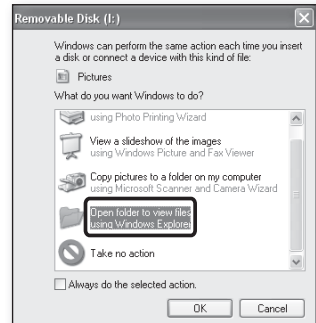 Removable Disk (I:)
Windows can perform the same action each time you insert
a disk or connect a device with this kind of file:
Pictures
What do you want Windows to do?
using Photo Printing Wizard
View a slideshow of the images
using Windows Picture and Fax Viewer
Copy pictures to a folder on my computer
using Microsoft Scanner and Camera Wizard
Open folder to view files
using Windows Explorer
Take no action
Always do the selected action.
OK Cancel